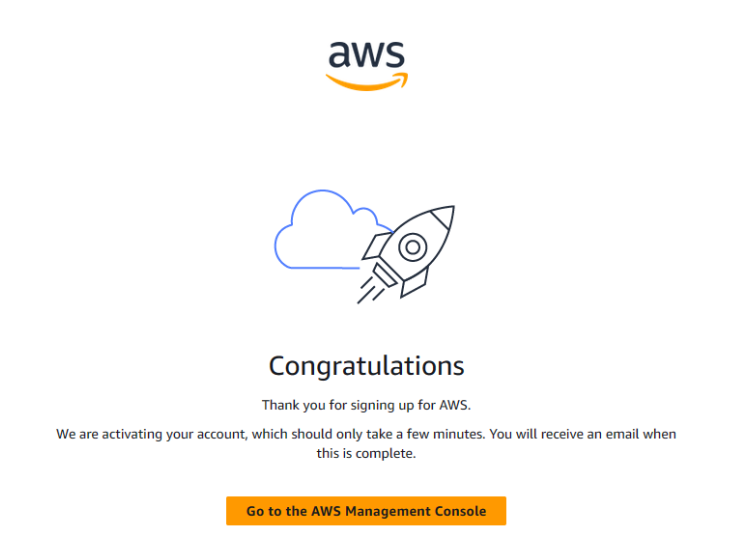 aws
Congratulations
Thank you for signing up for AWS.
We are activating your account, which should only take a few minutes. You will receive an email when
this is complete.
Go to the AWS Management Console